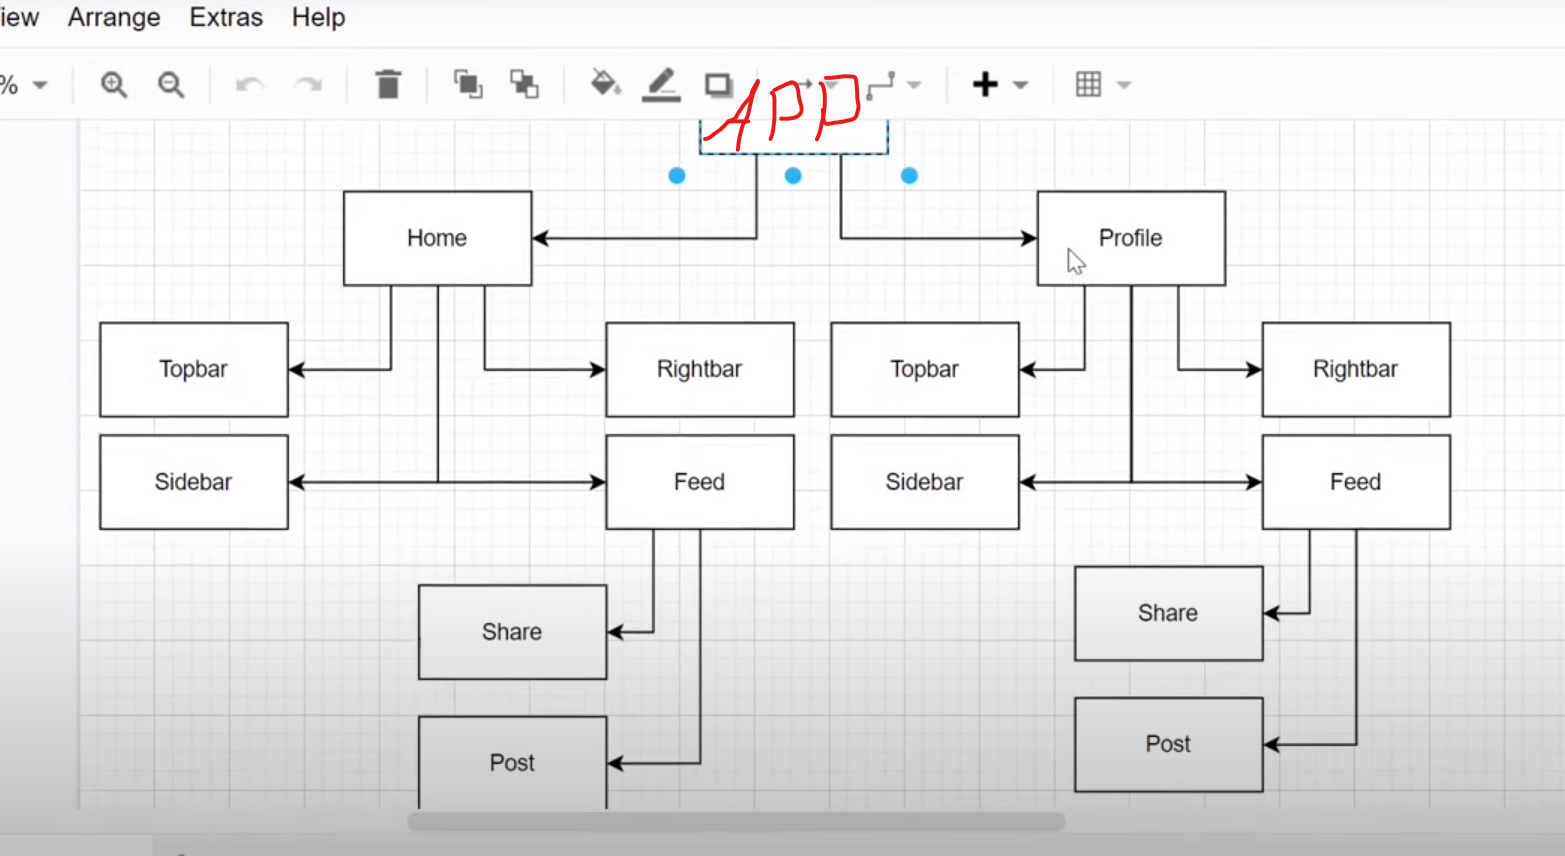 iew Arrange Extras Help
%
APP
Home Profile
Topbar Rightbar Topbar Rightbar
Sidebar Feed Sidebar Feed
Share Share
Post Post